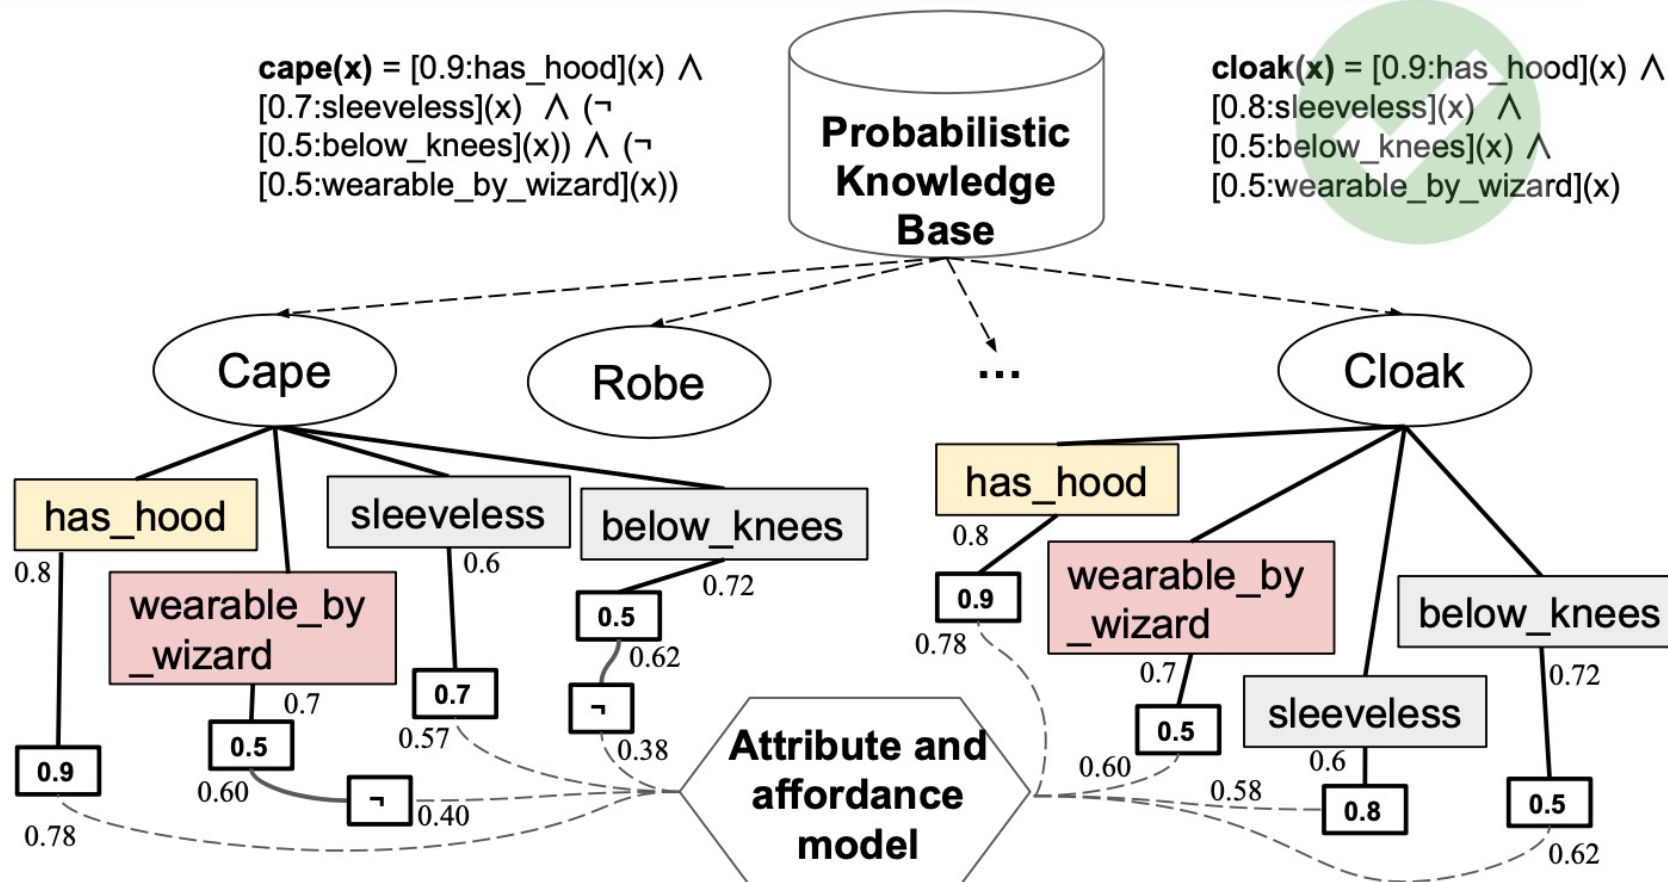 cape(x) = [0.9:has_hood](x) ∧
[0.7:sleeveless](x) ∧ (¬
[0.5:below_knees](x)) ∧ (¬
[0.5:wearable_by_wizard](x))
Probabilistic
Knowledge
Base
cloak(x) = [0.9:has_hood](x) ∧
[0.8:sleeveless](x) ∧
[0.5:below_knees](x) ∧
[0.5:wearable_by_wizard](x)
Cape
Robe
...
Cloak
has_hood
0.8
0.9
0.78
wearable_by
_wizard
0.7
0.5
0.60
¬
0.40
sleeveless
0.6
0.7
0.57
below_knees
0.72
0.5
0.62
¬
0.38
Attribute and
affordance
model
has_hood
0.8
0.9
0.78
wearable_by
_wizard
0.7
0.5
0.60
sleeveless
0.6
0.8
0.58
below_knees
0.72
0.5
0.62